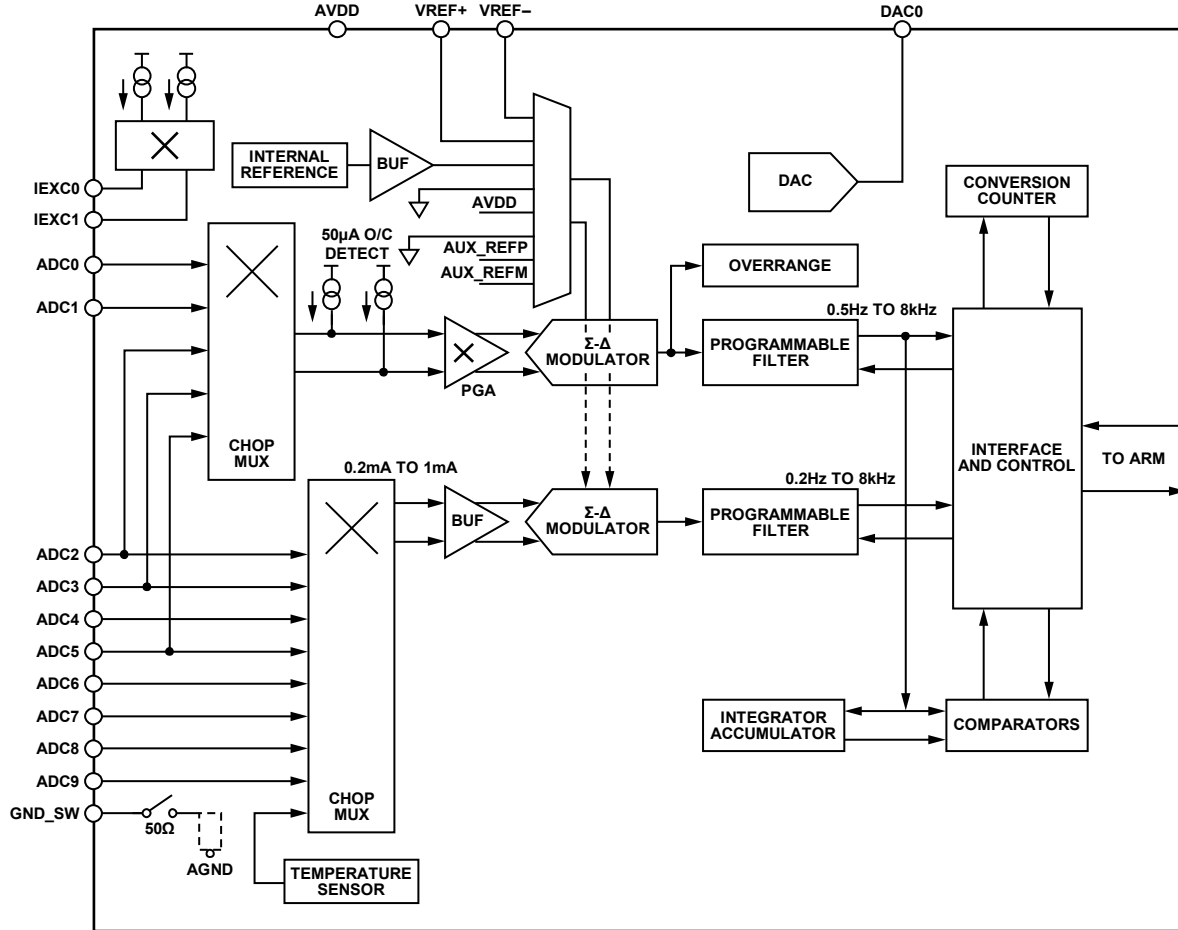 AVDD
VREF+
VREF–
DAC0
INTERNAL
REFERENCE
BUF
DAC
CONVERSION
COUNTER
IEXC0
IEXC1
AVDD
50µA O/C
DETECT
AUX_REFP
AUX_REFM
ADC0
ADC1
OVERRANGE
0.5Hz TO 8kHz
Σ-Δ
MODULATOR
PROGRAMMABLE
FILTER
PGA
CHOP
MUX
INTERFACE
AND CONTROL
TO ARM
0.2mA TO 1mA
0.2Hz TO 8kHz
BUF
Σ-Δ
MODULATOR
PROGRAMMABLE
FILTER
ADC2
ADC3
ADC4
ADC5
ADC6
ADC7
ADC8
ADC9
GND_SW
50Ω
AGND
CHOP
MUX
INTEGRATOR
ACCUMULATOR
COMPARATORS
TEMPERATURE
SENSOR